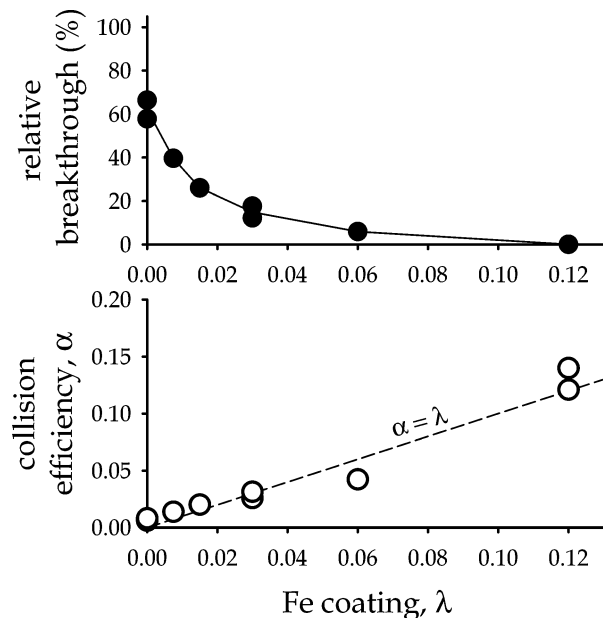 relative
breakthrough (%)
100
80
60
40
20
0
0.00 0.02 0.04 0.06 0.08 0.10 0.12
collision
efficiency, α
0.20
0.15
0.10
0.05
0.00
α = λ
0.00 0.02 0.04 0.06 0.08 0.10 0.12
Fe coating, λ